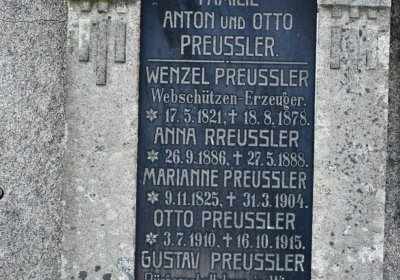 FAMILIE
ANTON UND OTTO
PREUSSLER.
WENZEL PREUSSLER
Webschützen-Erzeuger.
* 17. 5. 1821, † 18. 8. 1878.
ANNA RREUSSLER
* 26. 9. 1886, † 27. 5. 1888.
MARIANNE PREUSSLER
* 9. 11. 1825, † 31. 3. 1904.
OTTO PREUSSLER
* 3. 7. 1910, † 16. 10. 1915.
GUSTAV PREUSSLER